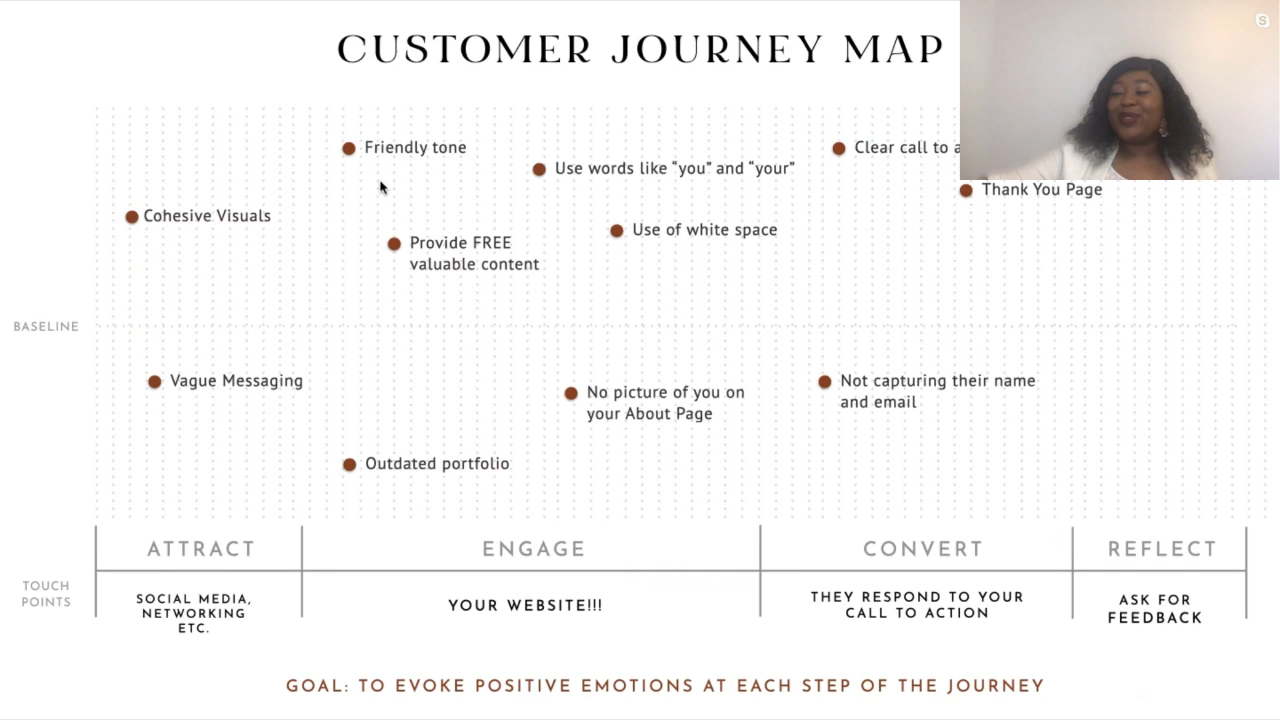 CUSTOMER JOURNEY MAP
Friendly tone
Use words like “you” and “your”
Clear call to
Thank You Page
Cohesive Visuals
Use of white space
Provide FREE
valuable content
BASELINE
Vague Messaging
No picture of you on
your About Page
Not capturing their name
and email
Outdated portfolio
ATTRACT
ENGAGE
CONVERT
REFLECT
TOUCH
POINTS
SOCIAL MEDIA,
NETWORKING
ETC.
YOUR WEBSITE!!!
THEY RESPOND TO YOUR
CALL TO ACTION
ASK FOR
FEEDBACK
GOAL: TO EVOKE POSITIVE EMOTIONS AT EACH STEP OF THE JOURNEY